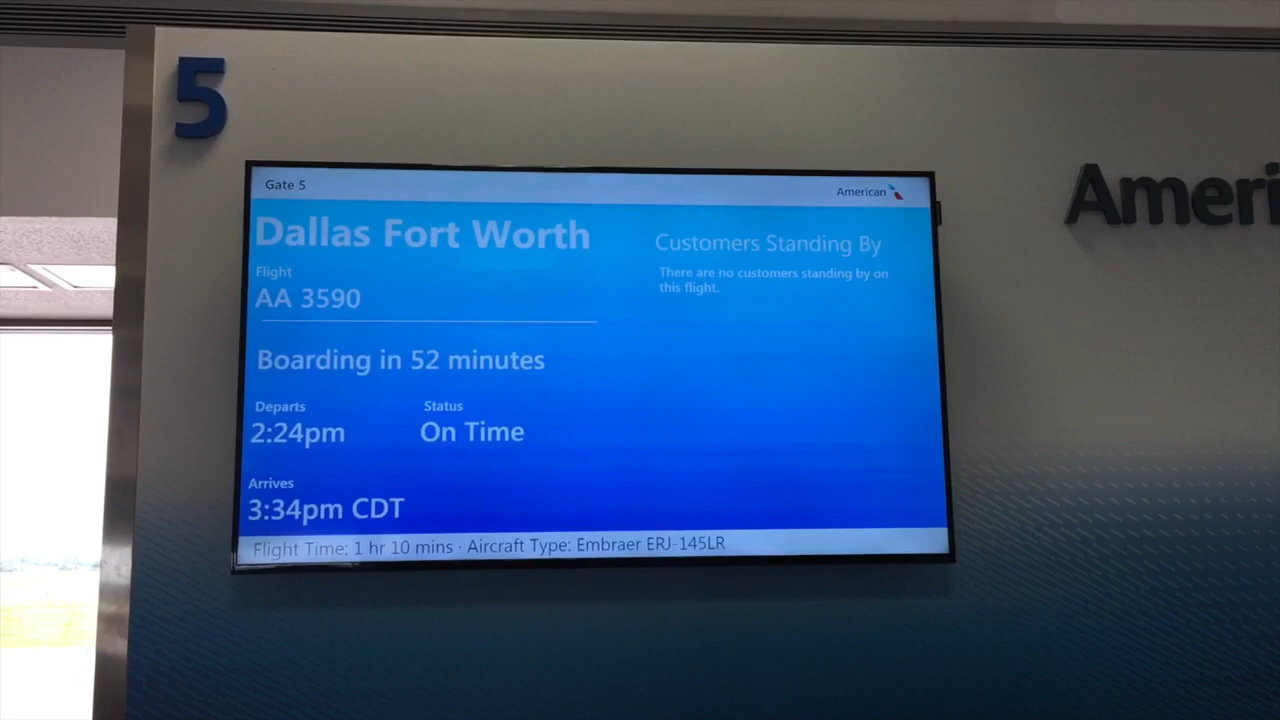 5
Gate 5
American
Dallas Fort Worth
Flight
AA 3590
Boarding in 52 minutes
Departs
Status
2:24pm
On Time
Arrives
3:34pm CDT
Customers Standing By
There are no customers standing by on
this flight.
Flight Time: 1 hr 10 mins · Aircraft Type: Embraer ERJ-145LR
Ameri